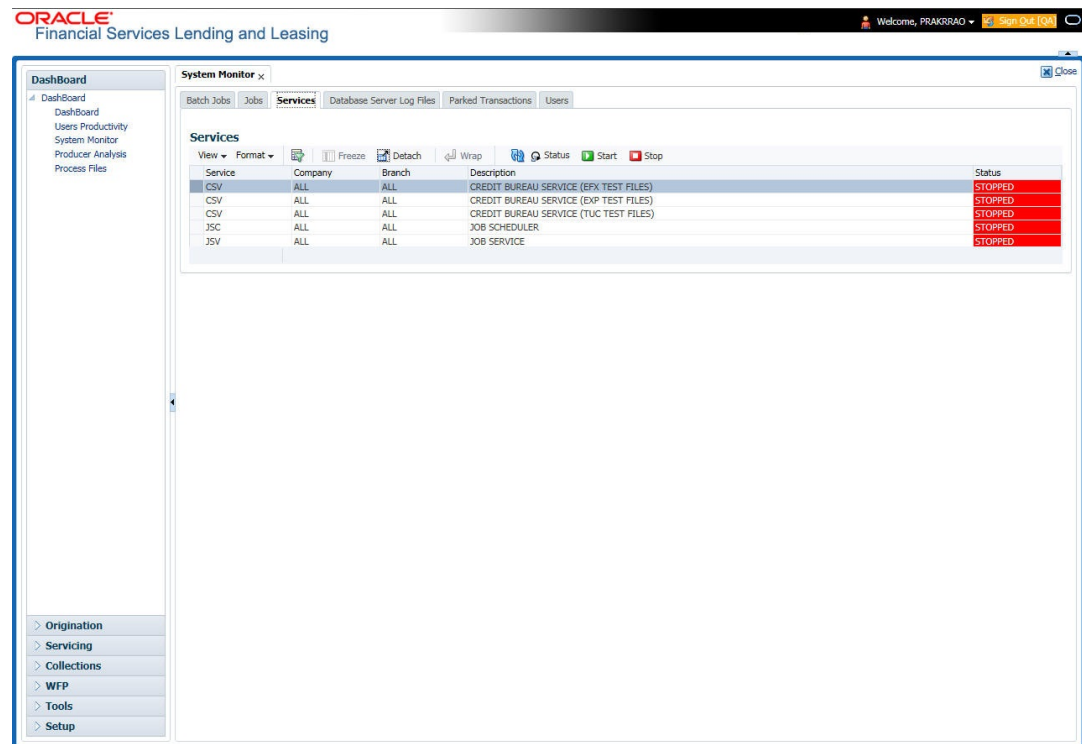 ORACLE
Financial Services Lending and Leasing
Welcome, PRAKRRAO
Sign Out [QA]
DashBoard
DashBoard
DashBoard
Users Productivity
System Monitor
Producer Analysis
Process Files
Origination
Servicing
Collections
WFP
Tools
Setup
System Monitor x
Close
Batch Jobs Jobs Services Database Server Log Files Parked Transactions Users
Services
View Format Freeze Detach Wrap Status Start Stop
Service Company Branch Description Status
CSV ALL ALL CREDIT BUREAU SERVICE (EFX TEST FILES) STOPPED
CSV ALL ALL CREDIT BUREAU SERVICE (EXP TEST FILES) STOPPED
CSV ALL ALL CREDIT BUREAU SERVICE (TUC TEST FILES) STOPPED
JSC ALL ALL JOB SCHEDULER STOPPED
JSV ALL ALL JOB SERVICE STOPPED